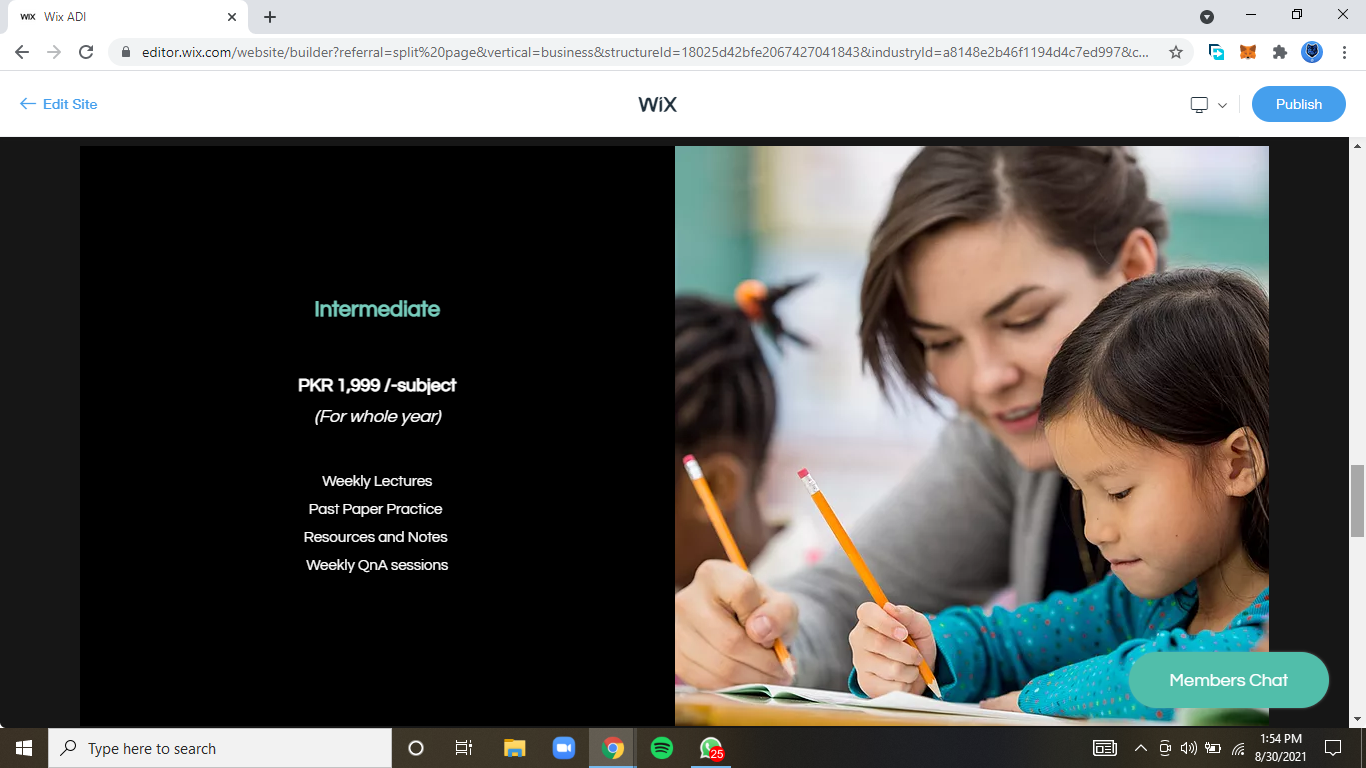 WIX Wix ADI
editor.wix.com/website/builder?referral=split%20page&vertical=business&structureId=18025d42bfe2067427041843&industryId=a8148e2b46f1194d4c7ed997&c...
Edit Site
WiX
Publish
Intermediate
PKR 1,999 /-subject
(For whole year)
Weekly Lectures
Past Paper Practice
Resources and Notes
Weekly QnA sessions
Members Chat
Type here to search
25
1:54 PM
8/30/2021